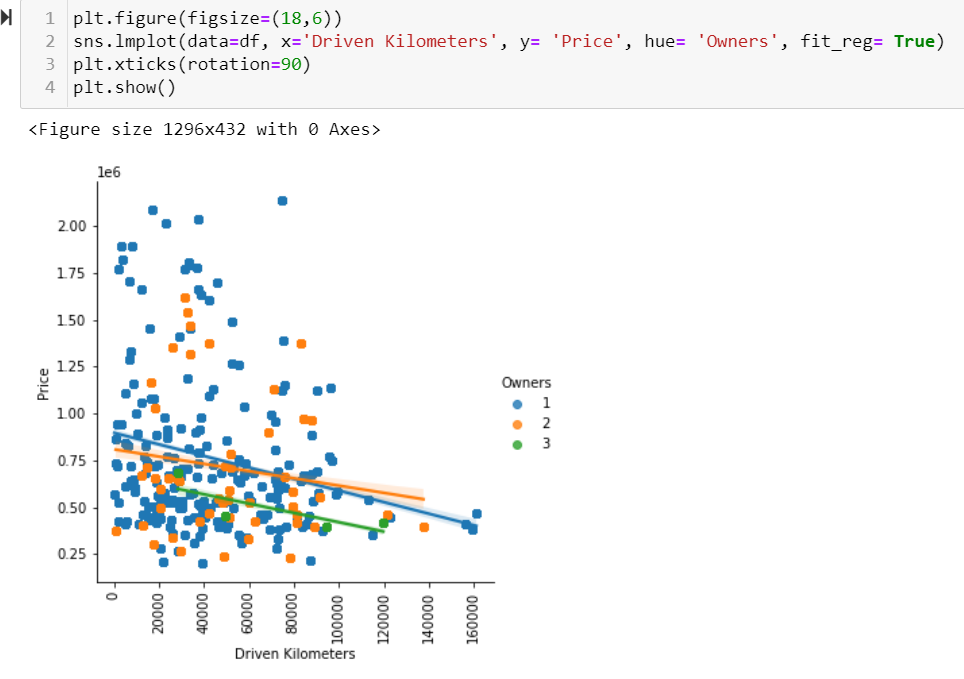 1 plt.figure(figsize=(18,6))
2 sns.lmplot(data=df, x='Driven Kilometers', y= 'Price', hue= 'Owners', fit_reg= True)
3 plt.xticks(rotation=90)
4 plt.show()
<Figure size 1296x432 with 0 Axes>
1e6
2.00
1.75
1.50
1.25
1.00
0.75
0.50
0.25
Price
0
20000
40000
60000
80000
100000
120000
140000
160000
Driven Kilometers
Owners
1
2
3